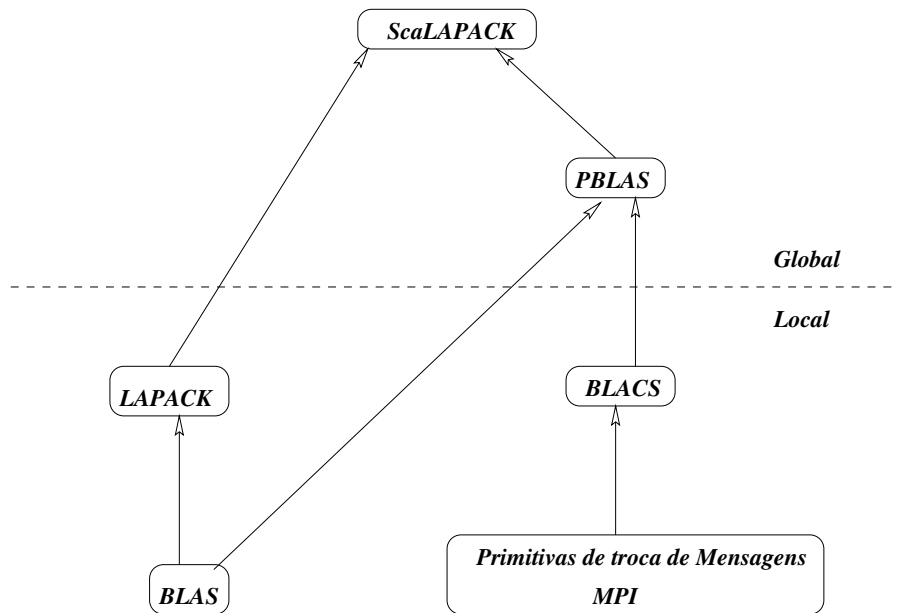 ScaLAPACK
PBLAS
Global
Local
LAPACK
BLACS
Primitivas de troca de Mensagens
MPI
BLAS